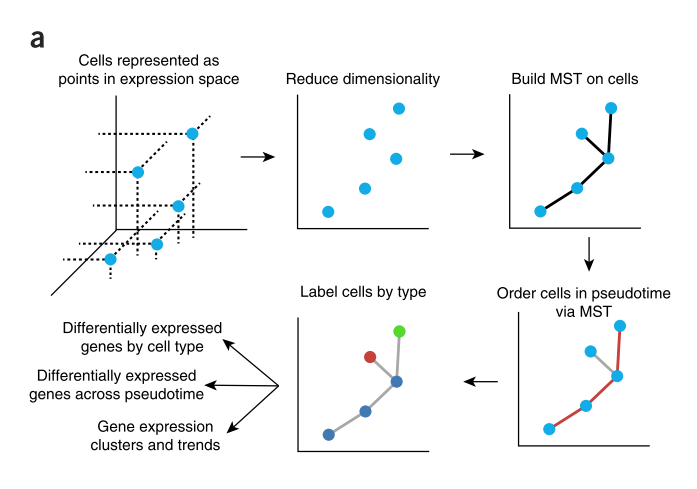 a
Cells represented as
points in expression space
Reduce dimensionality
Build MST on cells
Order cells in pseudotime
via MST
Label cells by type
Differentially expressed
genes by cell type
Differentially expressed
genes across pseudotime
Gene expression
clusters and trends